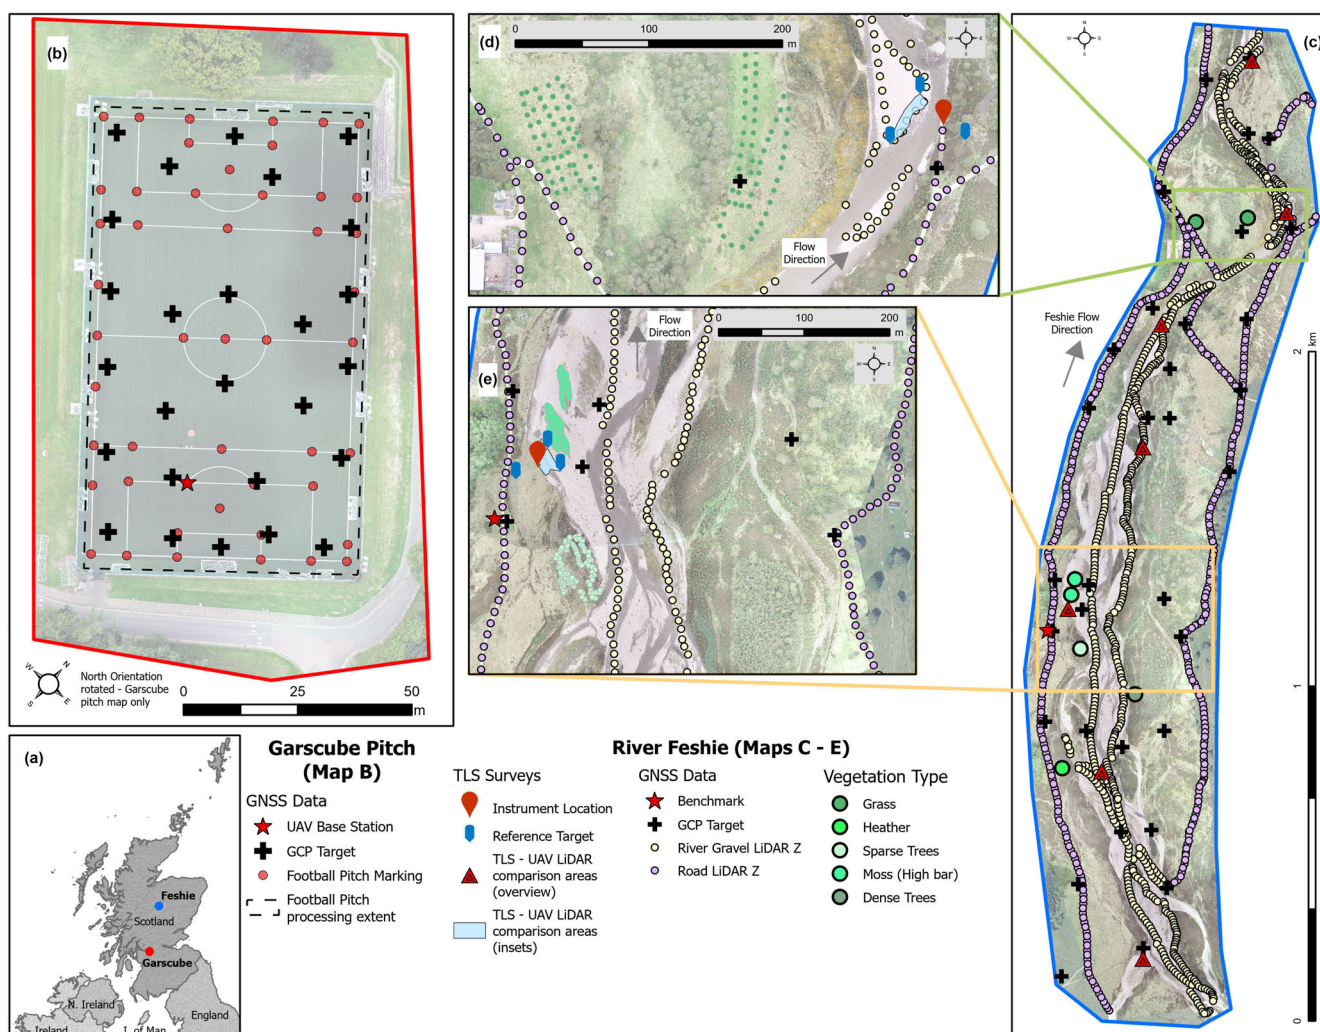 (b)
W
N
S
E
North Orientation
rotated - Garscube
pitch map only
0
25
50
m
(d)
0
100
200
m
N
W
E
S
Flow
Direction
(e)
Flow
Direction
0
100
200
m
N
W
E
S
(c)
N
W
E
S
Feshie Flow
Direction
2
km
1
0
(a)
Feshie
Scotland
Garscube
N. Ireland
Ireland
I. of Man
England
Garscube Pitch
(Map B)
GNSS Data
UAV Base Station
GCP Target
Football Pitch Marking
Football Pitch
processing extent
River Feshie (Maps C - E)
TLS Surveys
Instrument Location
Reference Target
TLS - UAV LiDAR
comparison areas
(overview)
TLS - UAV LiDAR
comparison areas
(insets)
GNSS Data
Benchmark
GCP Target
River Gravel LiDAR Z
Road LiDAR Z
Vegetation Type
Grass
Heather
Sparse Trees
Moss (High bar)
Dense Trees